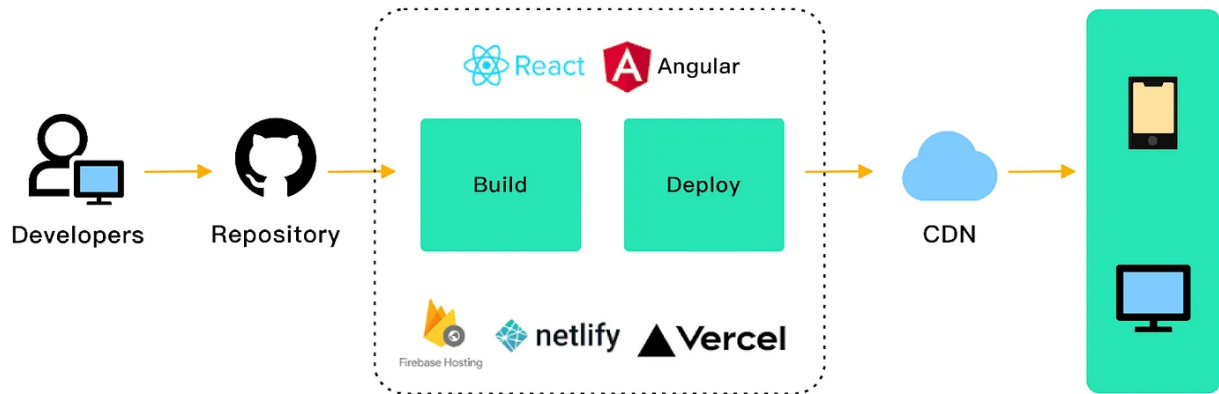 React
Angular
Build
Deploy
Developers
Repository
CDN
Firebase Hosting
netlify
Vercel